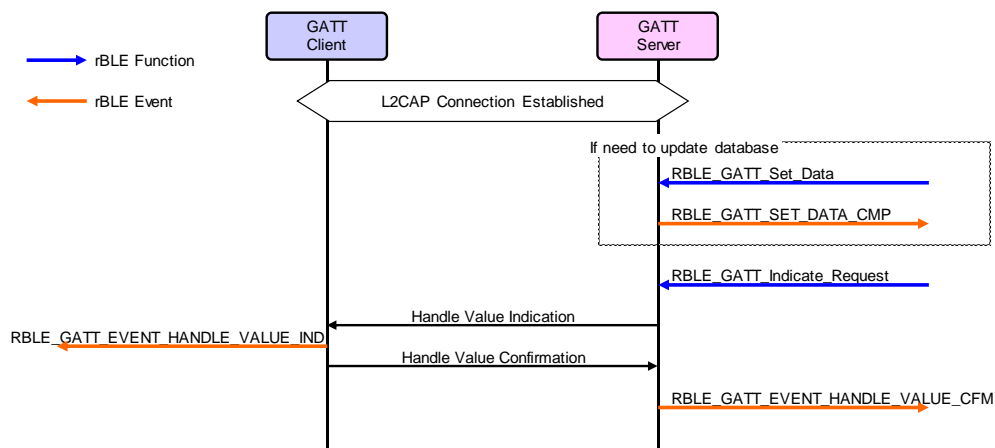 GATT
Client
GATT
Server
rBLE Function
rBLE Event
L2CAP Connection Established
If need to update database
RBLE_GATT_Set_Data
RBLE_GATT_SET_DATA_CMP
RBLE_GATT_Indicate_Request
Handle Value Indication
RBLE_GATT_EVENT_HANDLE_VALUE_IND
Handle Value Confirmation
RBLE_GATT_EVENT_HANDLE_VALUE_CFM